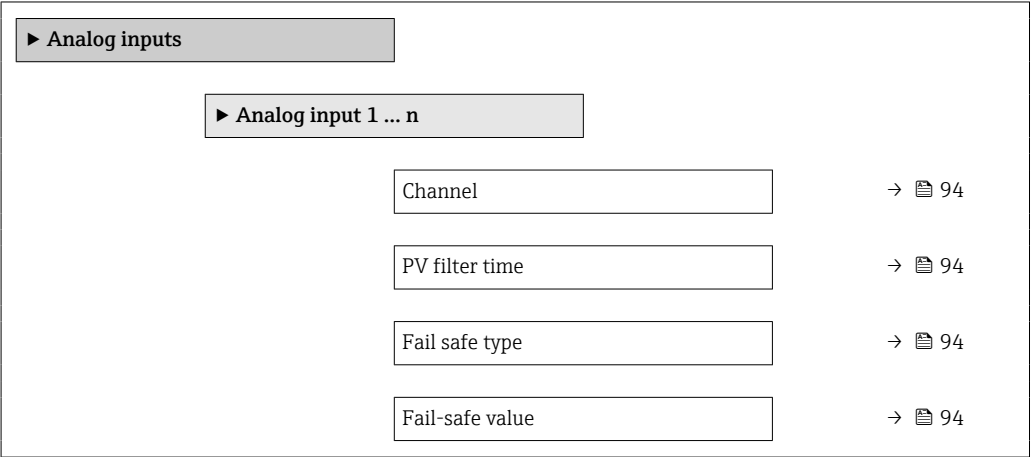 ▶ Analog inputs
▶ Analog input 1 ... n
Channel → 94
PV filter time → 94
Fail safe type → 94
Fail-safe value → 94